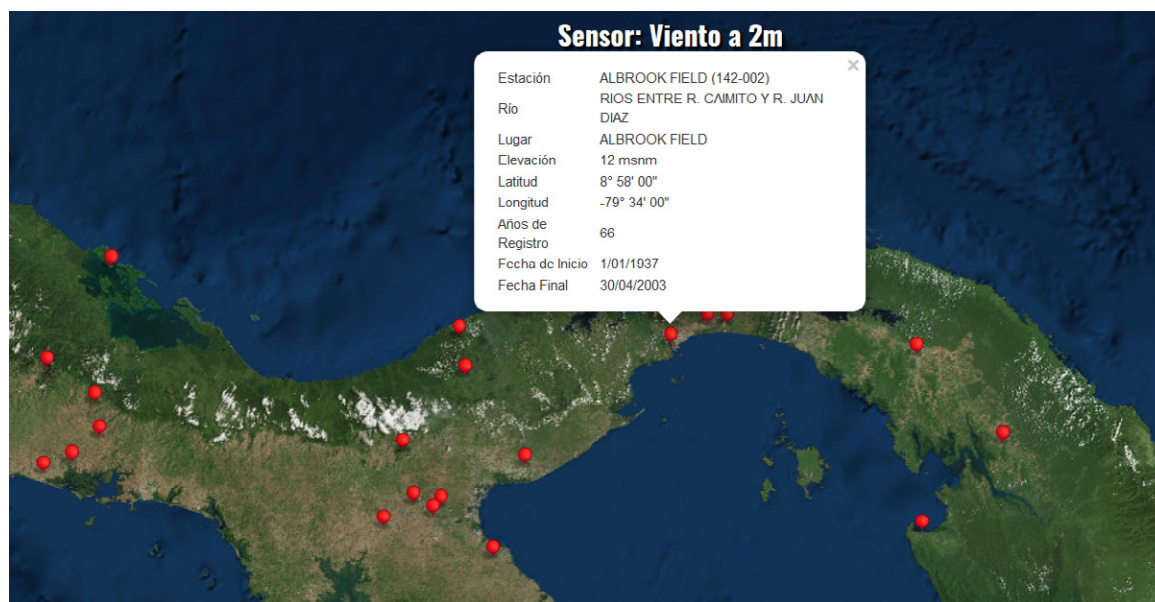 Sensor: Viento a 2m
×
Estación ALBROOK FIELD (142-002)
Río RIOS ENTRE R. CAIMITO Y R. JUAN
DIAZ
Lugar ALBROOK FIELD
Elevación 12 msnm
Latitud 8° 58' 00"
Longitud -79° 34' 00"
Años de
Registro 66
Fecha de Inicio 1/01/1937
Fecha Final 30/04/2003